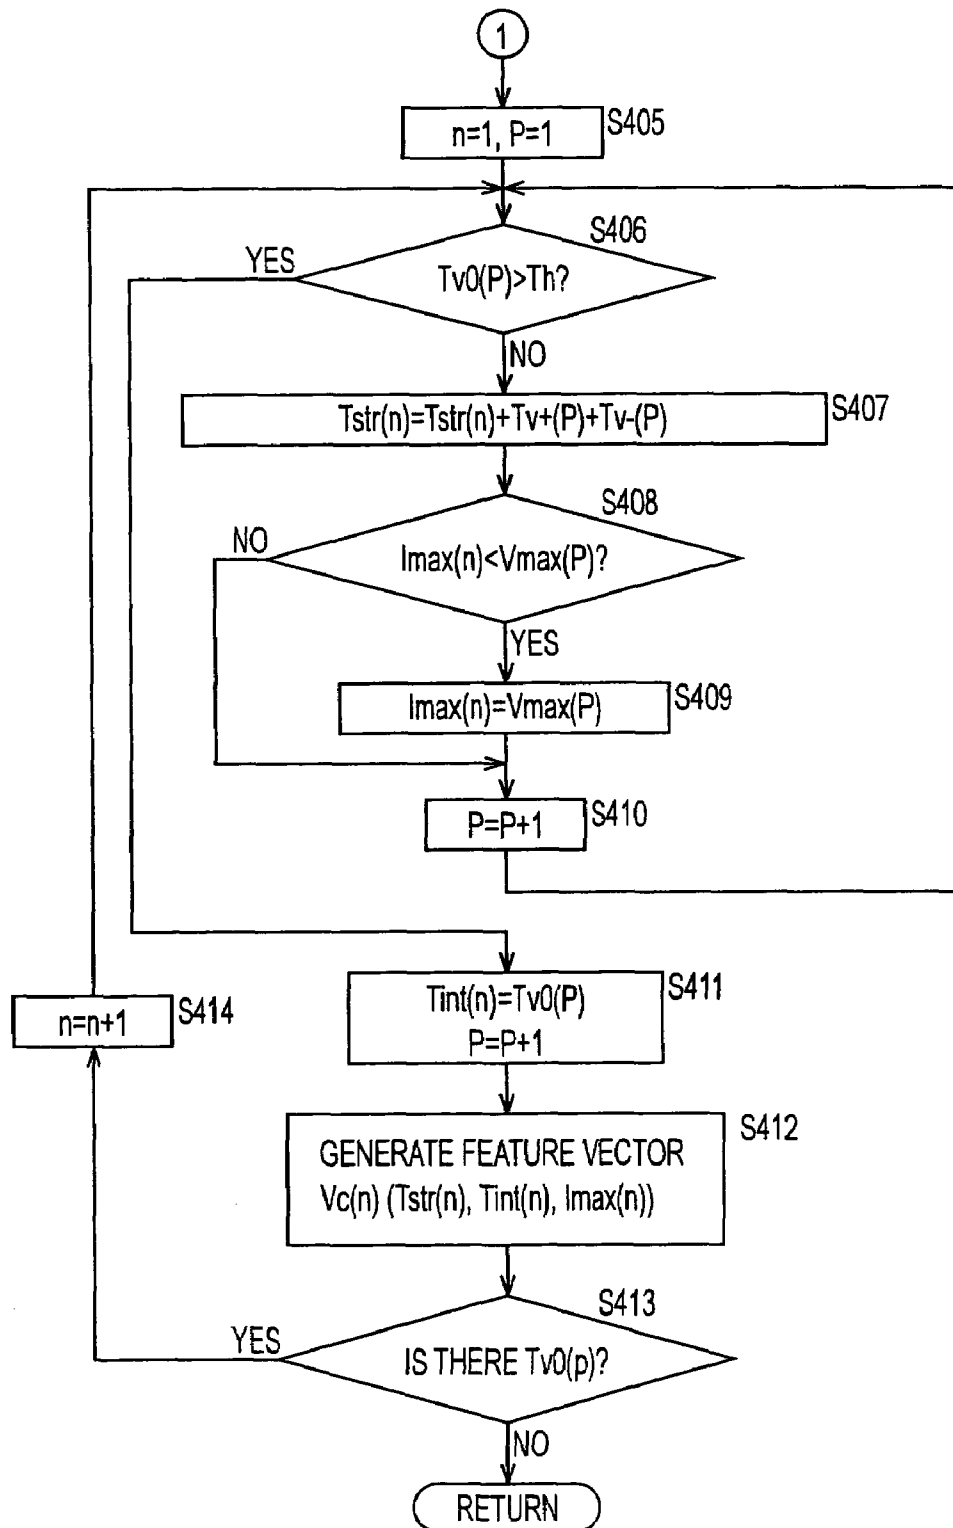 1
n=1, P=1
S405
S406
YES
Tv0(P)>Th?
NO
Tstr(n)=Tstr(n)+Tv+(P)+Tv-(P)
S407
S408
NO
Imax(n)<Vmax(P)?
YES
Imax(n)=Vmax(P)
S409
P=P+1
S410
Tint(n)=Tv0(P)
P=P+1
S411
n=n+1
S414
S412
GENERATE FEATURE VECTOR
Vc(n) (Tstr(n), Tint(n), Imax(n))
S413
YES
IS THERE Tv0(p)?
NO
RETURN